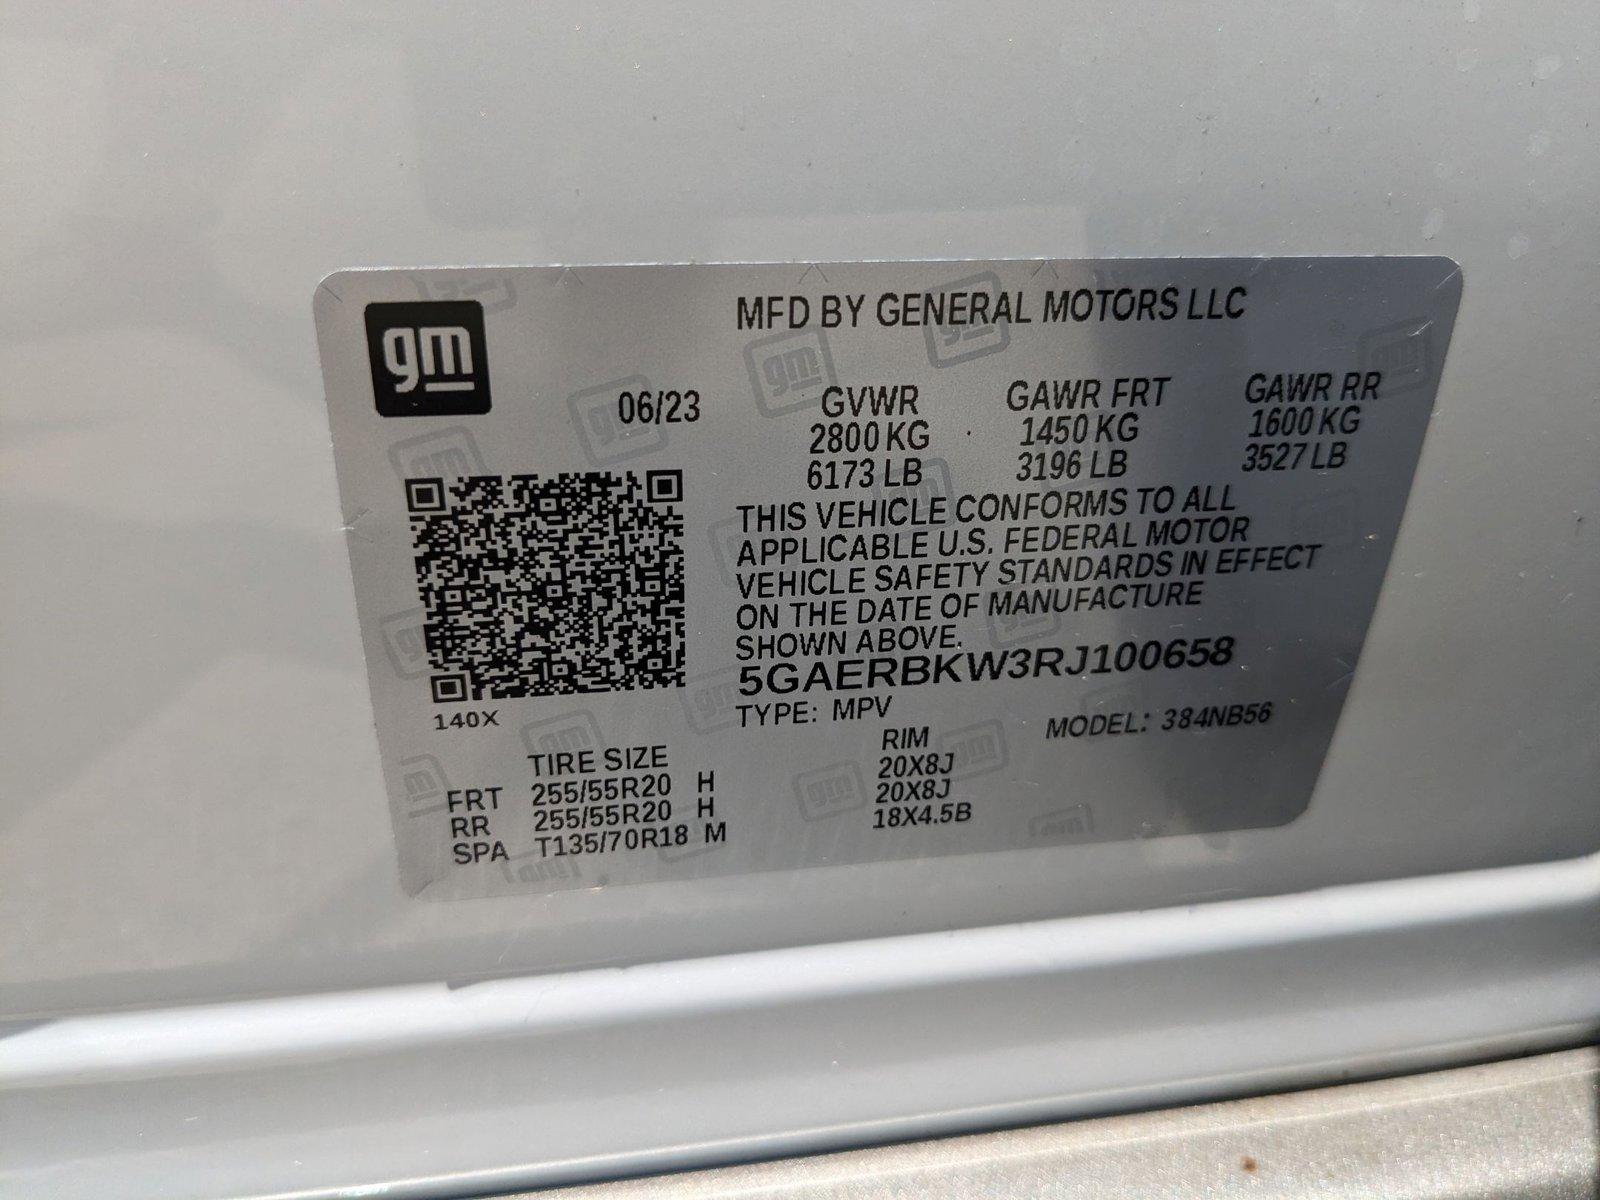 gm
MFD BY GENERAL MOTORS LLC
06/23
GVWR GAWR FRT GAWR RR
2800 KG 1450 KG 1600 KG
6173 LB 3196 LB 3527 LB
THIS VEHICLE CONFORMS TO ALL
APPLICABLE U.S. FEDERAL MOTOR
VEHICLE SAFETY STANDARDS IN EFFECT
ON THE DATE OF MANUFACTURE
SHOWN ABOVE.
5GAERBKW3RJ100658
140X
TYPE: MPV MODEL: 384NB56
TIRE SIZE RIM
FRT 255/55R20 H 20X8J
RR 255/55R20 H 20X8J
SPA T135/70R18 M 18X4.5B